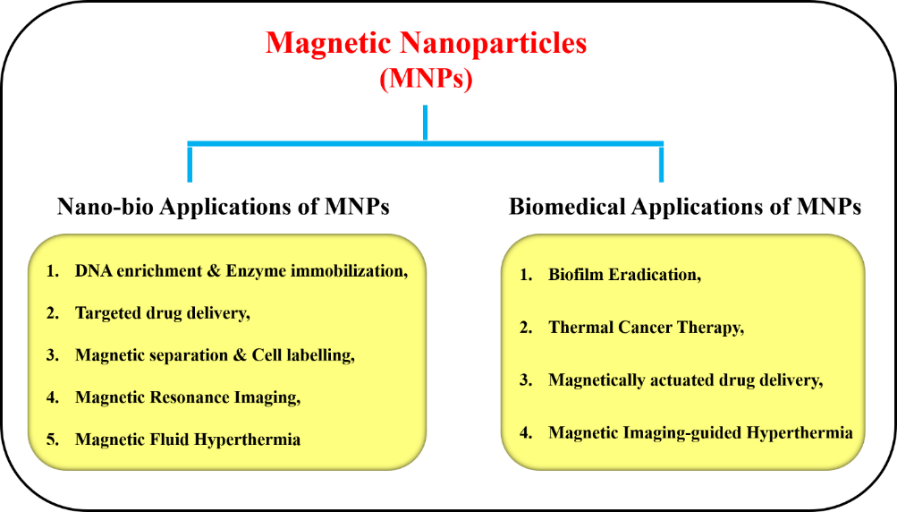 Magnetic Nanoparticles
(MNPs)
Nano-bio Applications of MNPs
1. DNA enrichment & Enzyme immobilization,
2. Targeted drug delivery,
3. Magnetic separation & Cell labelling,
4. Magnetic Resonance Imaging,
5. Magnetic Fluid Hyperthermia
Biomedical Applications of MNPs
1. Biofilm Eradication,
2. Thermal Cancer Therapy,
3. Magnetically actuated drug delivery,
4. Magnetic Imaging-guided Hyperthermia